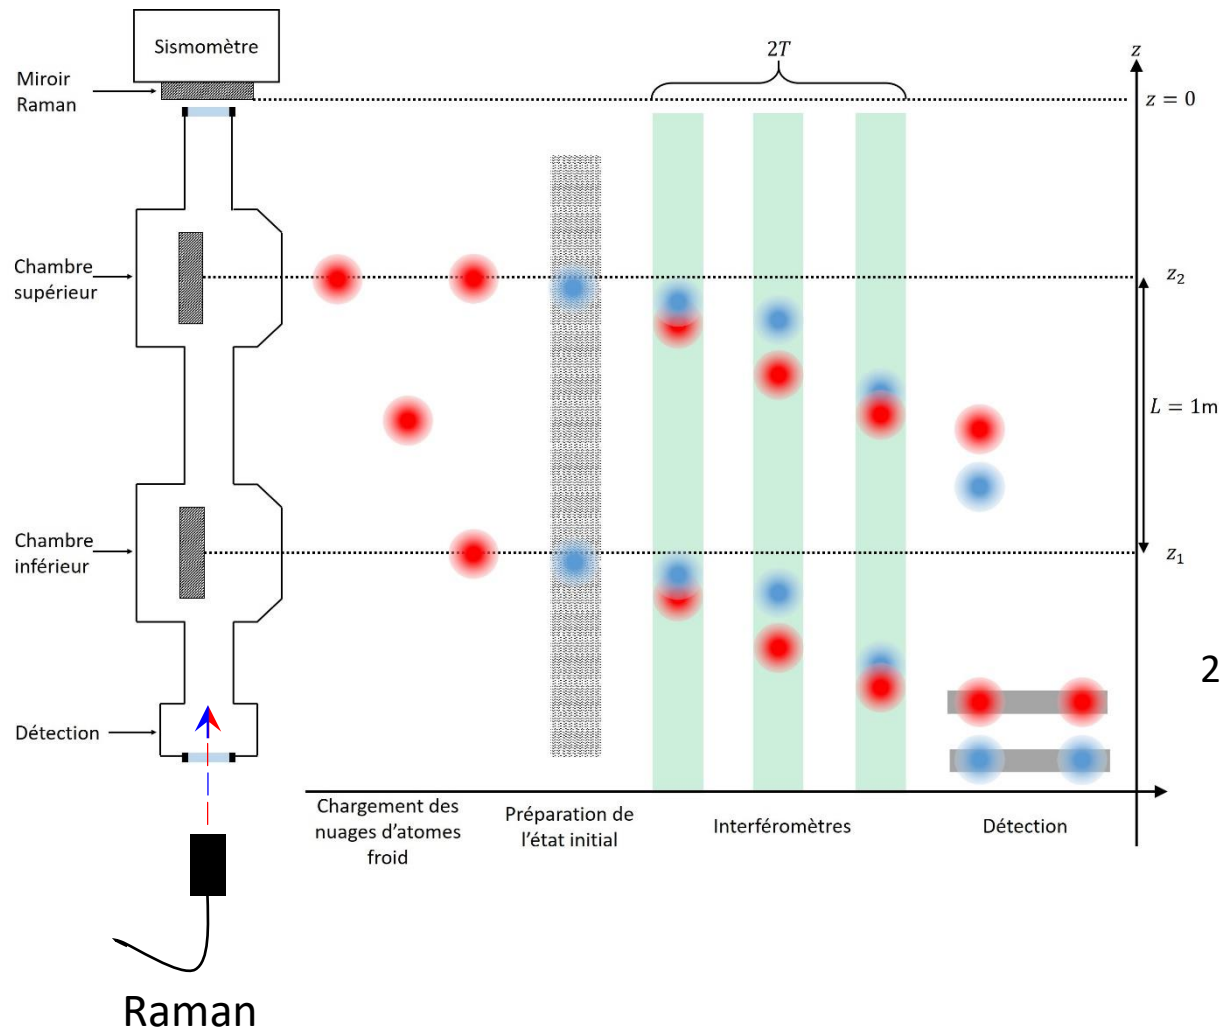 Sismomètre
Miroir
Raman
2T
z
z = 0
Chambre
supérieur
z₂
L = 1m
Chambre
inférieur
z₁
2
Détection
Chargement des
nuages d'atomes
froid
Préparation de
l'état initial
Interféromètres
Détection
Raman